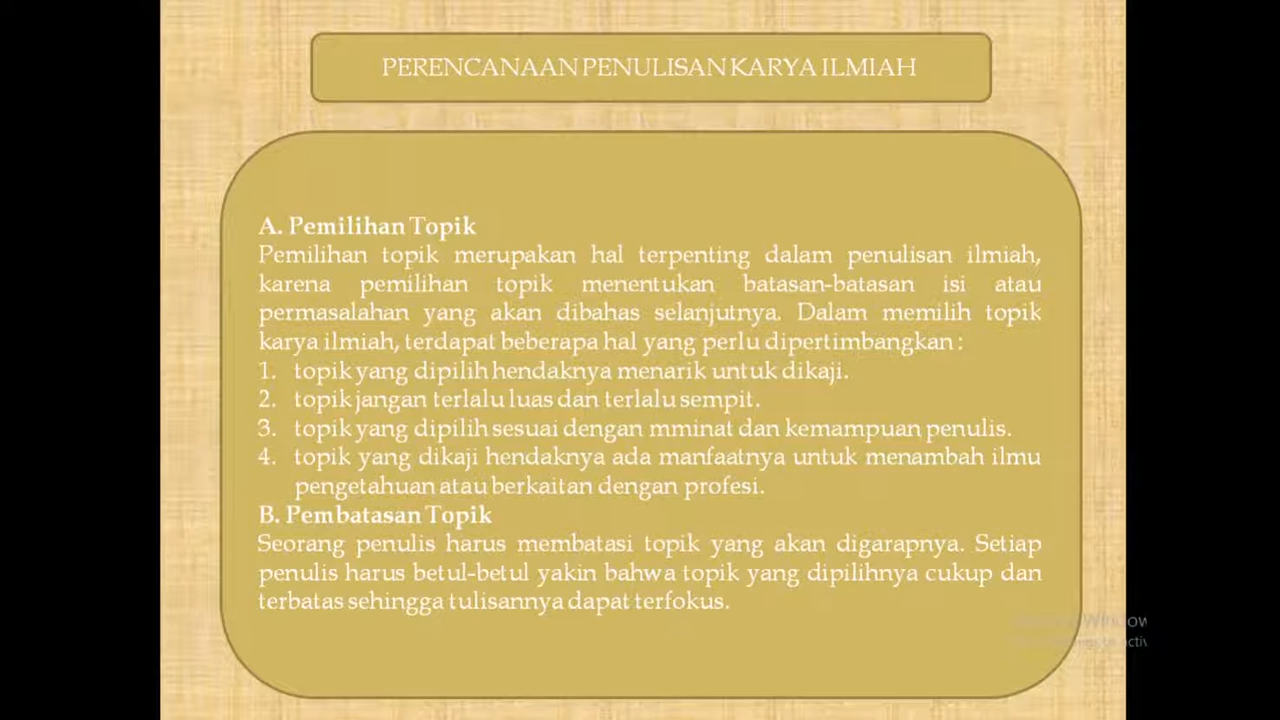 PERENCANAAN PENULISAN KARYA ILMIAH
A. Pemilihan Topik
Pemilihan topik merupakan hal terpenting dalam penulisan ilmiah,
karena pemilihan topik menentukan batasan-batasan isi atau
permasalahan yang akan dibahas selanjutnya. Dalam memilih topik
karya ilmiah, terdapat beberapa hal yang perlu dipertimbangkan :
1. topik yang dipilih hendaknya menarik untuk dikaji.
2. topik jangan terlalu luas dan terlalu sempit.
3. topik yang dipilih sesuai dengan mminat dan kemampuan penulis.
4. topik yang dikaji hendaknya ada manfaatnya untuk menambah ilmu
pengetahuan atau berkaitan dengan profesi.
B. Pembatasan Topik
Seorang penulis harus membatasi topik yang akan digarapnya. Setiap
penulis harus betul-betul yakin bahwa topik yang dipilihnya cukup dan
terbatas sehingga tulisannya dapat terfokus.